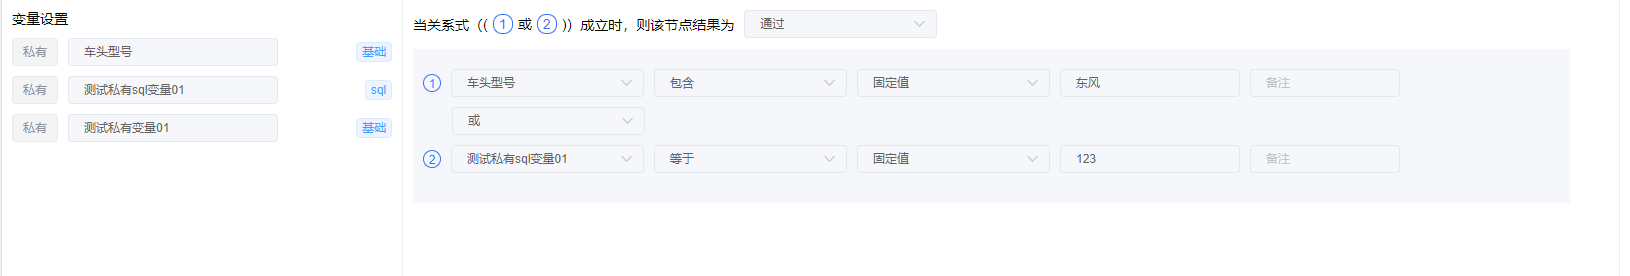 变量设置
私有 车头型号 基础
私有 测试私有sql变量01 sql
私有 测试私有变量01 基础
当关系式（( 1 或 2 )）成立时，则该节点结果为 通过
1 车头型号 包含 固定值 东风 备注
或
2 测试私有sql变量01 等于 固定值 123 备注